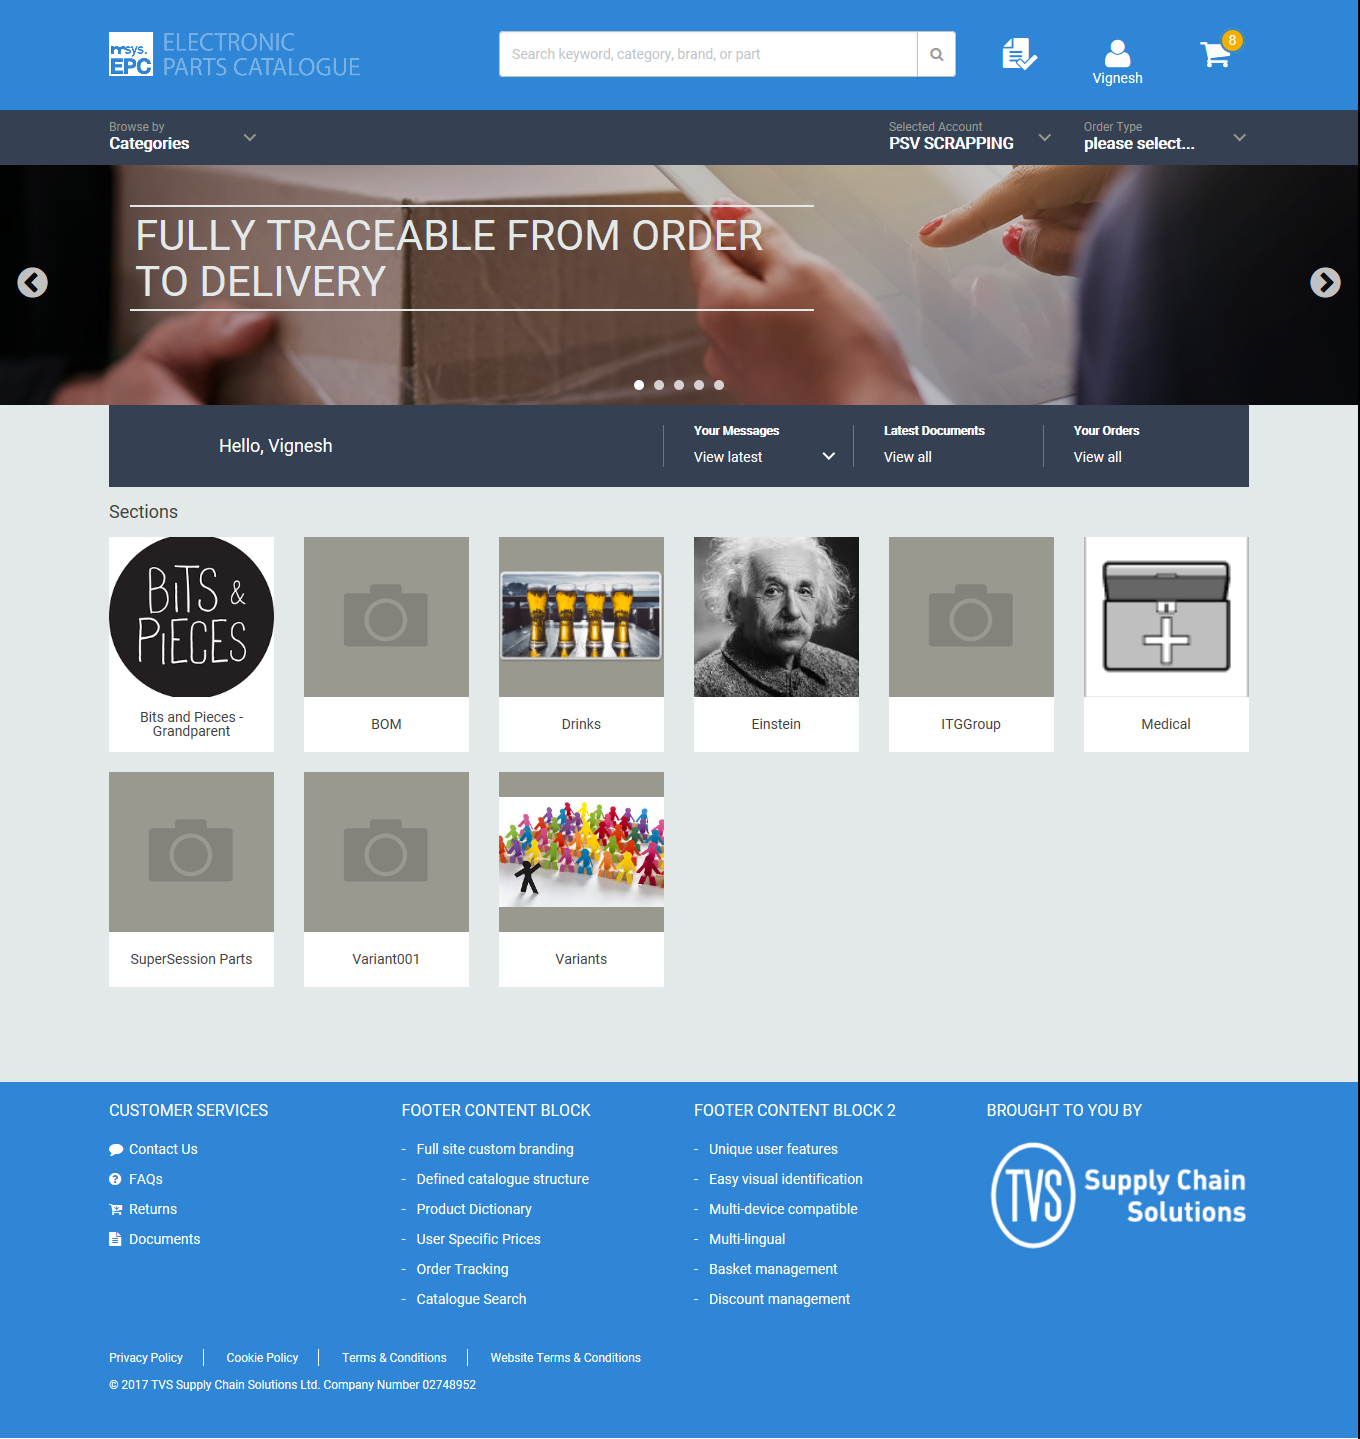 msys.
EPC
ELECTRONIC
PARTS CATALOGUE
Search keyword, category, brand, or part
Vignesh
8
Browse by
Categories
Selected Account
PSV SCRAPPING
Order Type
please select...
FULLY TRACEABLE FROM ORDER
TO DELIVERY
Hello, Vignesh
Your Messages
View latest
Latest Documents
View all
Your Orders
View all
Sections
BITS &
PIECES
Bits and Pieces -
Grandparent
BOM
Drinks
Einstein
ITGGroup
Medical
SuperSession Parts
Variant001
Variants
CUSTOMER SERVICES
Contact Us
FAQs
Returns
Documents
FOOTER CONTENT BLOCK
- Full site custom branding
- Defined catalogue structure
- Product Dictionary
- User Specific Prices
- Order Tracking
- Catalogue Search
FOOTER CONTENT BLOCK 2
- Unique user features
- Easy visual identification
- Multi-device compatible
- Multi-lingual
- Basket management
- Discount management
BROUGHT TO YOU BY
TVS
Supply Chain
Solutions
Privacy Policy
Cookie Policy
Terms & Conditions
Website Terms & Conditions
© 2017 TVS Supply Chain Solutions Ltd. Company Number 02748952